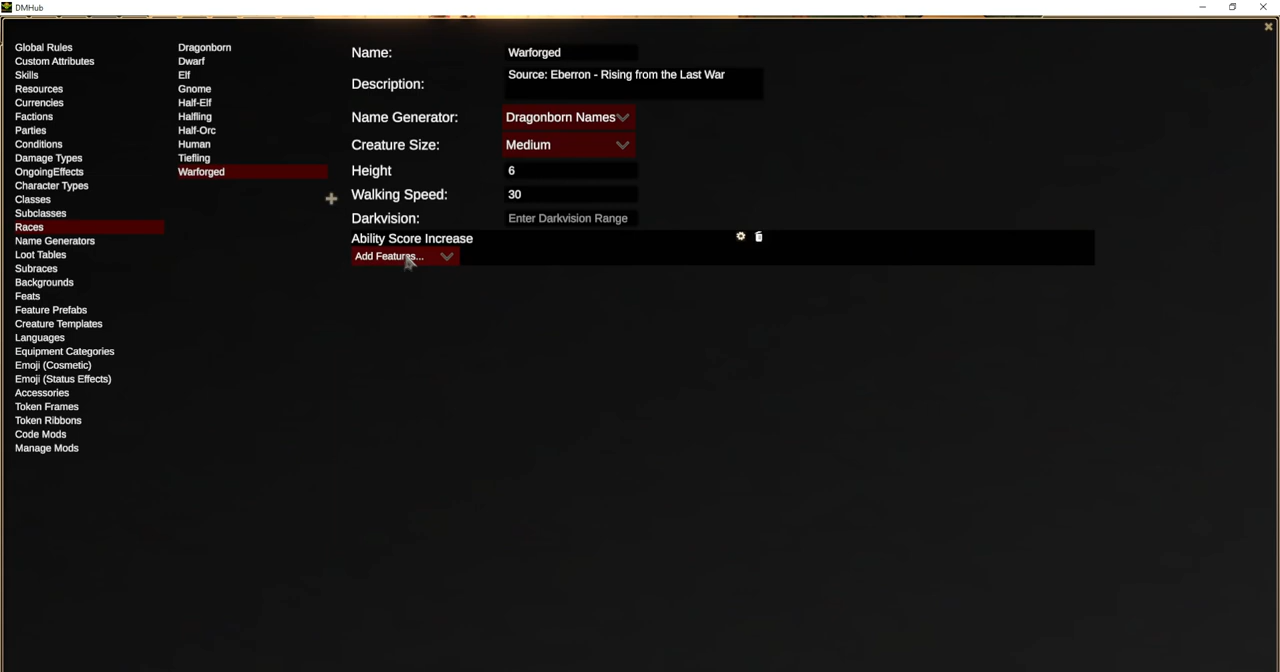 DMHub
Global Rules
Custom Attributes
Skills
Resources
Currencies
Factions
Parties
Conditions
Damage Types
OngoingEffects
Character Types
Classes
Subclasses
Races
Name Generators
Loot Tables
Subraces
Backgrounds
Feats
Feature Prefabs
Creature Templates
Languages
Equipment Categories
Emoji (Cosmetic)
Emoji (Status Effects)
Accessories
Token Frames
Token Ribbons
Code Mods
Manage Mods
Dragonborn
Dwarf
Elf
Gnome
Half-Elf
Halfling
Half-Orc
Human
Tiefling
Warforged
Name: Warforged
Description: Source: Eberron - Rising from the Last War
Name Generator: Dragonborn Names
Creature Size: Medium
Height 6
Walking Speed: 30
Darkvision: Enter Darkvision Range
Ability Score Increase
Add Features...